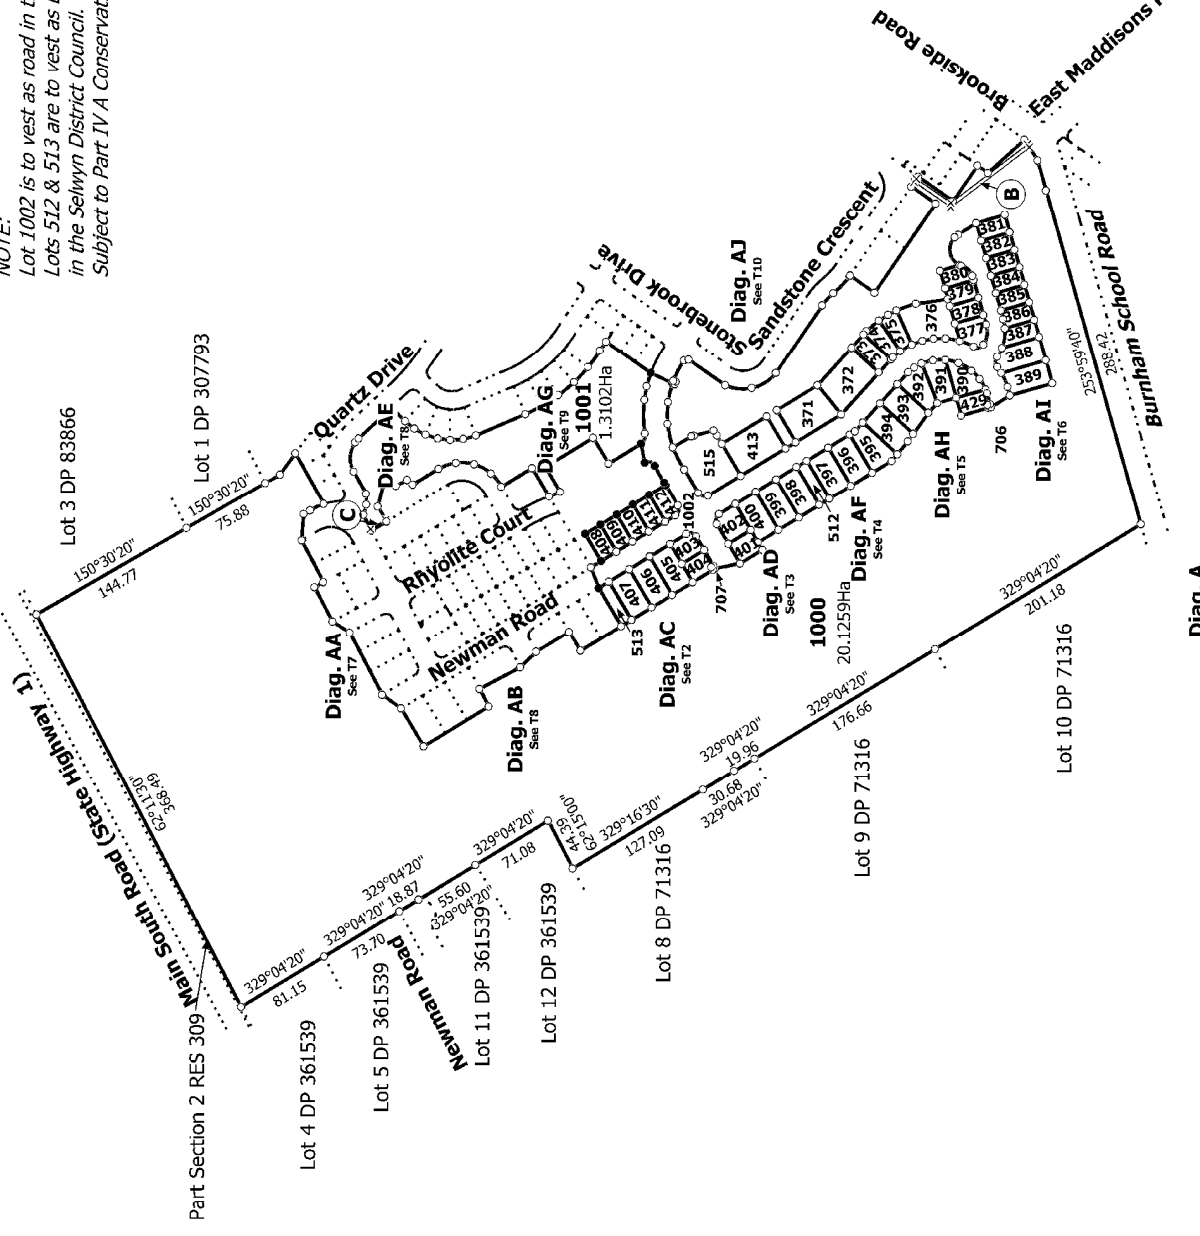 NOTE:
Lot 1002 is to vest as road in t
Lots 512 & 513 are to vest as L
in the Selwyn District Council.
Subject to Part IV A Conservat
Brookside Road
East Maddisons
Lot 3 DP 83866
Lot 1 DP 307793
150°30'20"
144.77
150°30'20"
75.88
Main South Road (State Highway 1)
62°11'30"
368.49
Part Section 2 RES 309
Quartz Drive
Stonebrook Drive
Sandstone Crescent
Rhyolite Court
Newman Road
Diag. AA
See T7
Diag. AE
See T8
Diag. AG
See T9
1001
1.3102Ha
Diag. AJ
See T10
Diag. AB
See T8
C
B
408
409
410
411
412
1002
407
406
405
404
403
402
401
400
399
398
397
396
395
394
393
392
391
390
429
515
413
371
372
373
374
375
376
377
378
379
380
381
382
383
384
385
386
387
388
389
706
707
512
513
Diag. AC
See T2
Diag. AD
See T3
Diag. AF
See T4
Diag. AH
See T5
Diag. AI
See T6
1000
20.1259Ha
253°59'40"
288.42
Burnham School Road
329°04'20"
81.15
329°04'20"
73.70
329°04'20"
18.87
55.60
329°04'20"
329°04'20"
71.08
44.39
62°15'00"
329°16'30"
127.09
30.68
329°04'20"
329°04'20"
19.96
329°04'20"
176.66
329°04'20"
201.18
Lot 4 DP 361539
Lot 5 DP 361539
Newman Road
Lot 11 DP 361539
Lot 12 DP 361539
Lot 8 DP 71316
Lot 9 DP 71316
Lot 10 DP 71316
Diag. A